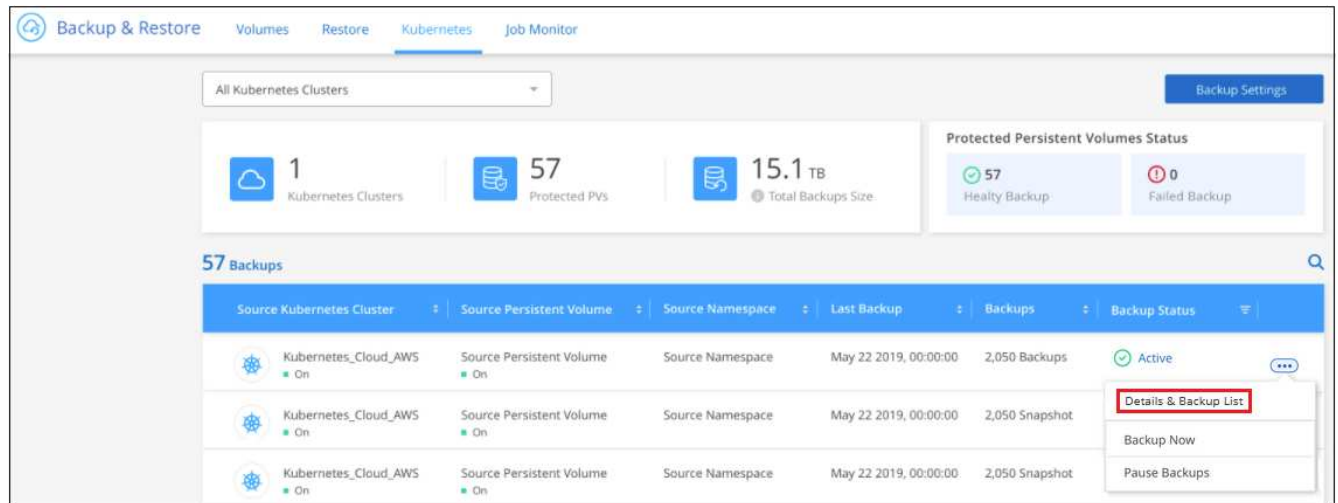 Backup & Restore Volumes Restore Kubernetes Job Monitor
All Kubernetes Clusters
Backup Settings
1
Kubernetes Clusters
57
Protected PVs
15.1 TB
Total Backups Size
Protected Persistent Volumes Status
57
Healty Backup
0
Failed Backup
57 Backups
Source Kubernetes Cluster Source Persistent Volume Source Namespace Last Backup Backups Backup Status
Kubernetes_Cloud_AWS Source Persistent Volume Source Namespace May 22 2019, 00:00:00 2,050 Backups Active
On On
Details & Backup List
Kubernetes_Cloud_AWS Source Persistent Volume Source Namespace May 22 2019, 00:00:00 2,050 Snapshot
On On
Backup Now
Kubernetes_Cloud_AWS Source Persistent Volume Source Namespace May 22 2019, 00:00:00 2,050 Snapshot
Pause Backups
On On